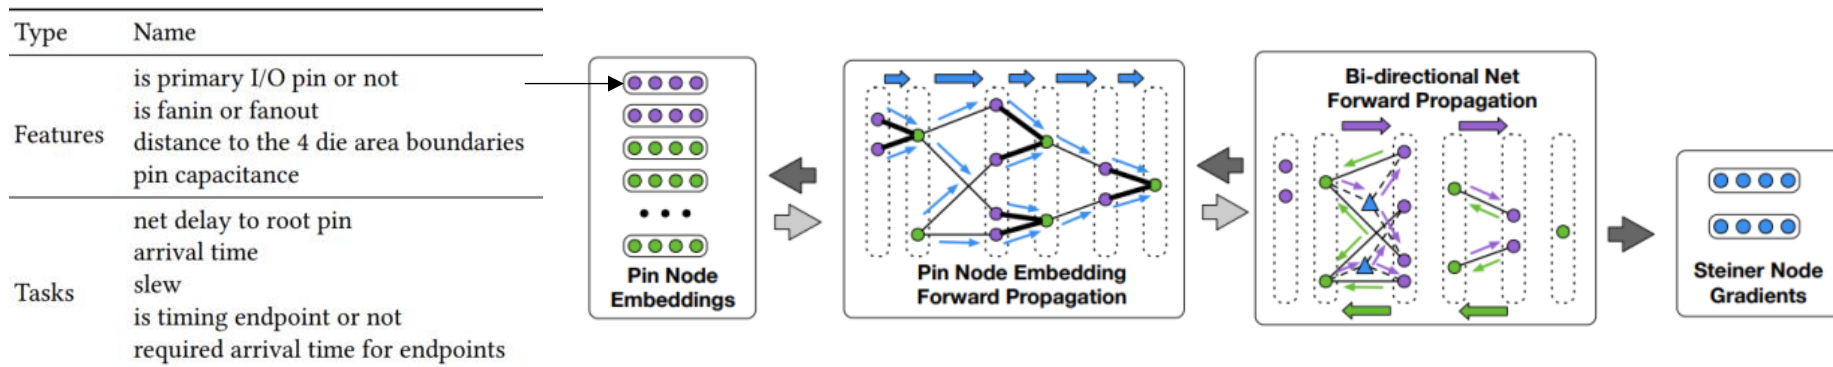 Type Name
Features
is primary I/O pin or not
is fanin or fanout
distance to the 4 die area boundaries
pin capacitance
Tasks
net delay to root pin
arrival time
slew
is timing endpoint or not
required arrival time for endpoints
Pin Node
Embeddings
Pin Node Embedding
Forward Propagation
Bi-directional Net
Forward Propagation
Steiner Node
Gradients